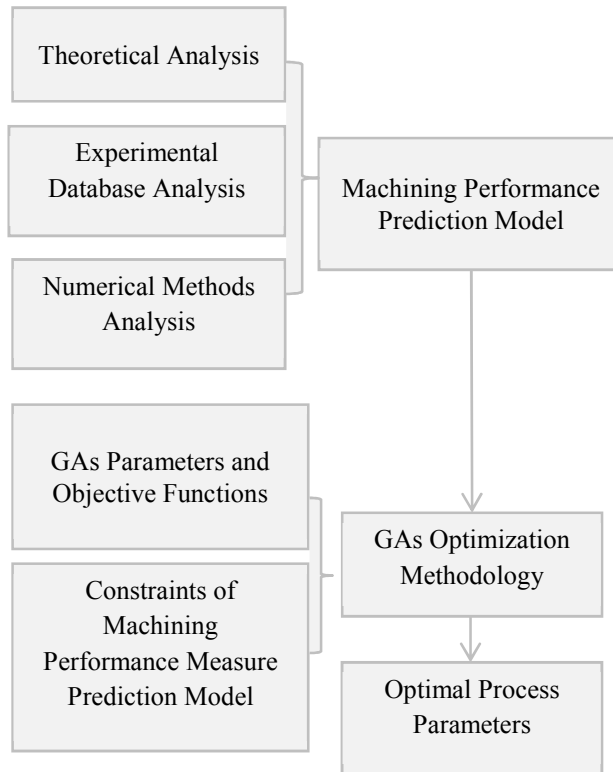 Theoretical Analysis
Experimental
Database Analysis
Numerical Methods
Analysis
Machining Performance
Prediction Model
GAs Parameters and
Objective Functions
Constraints of
Machining
Performance Measure
Prediction Model
GAs Optimization
Methodology
Optimal Process
Parameters